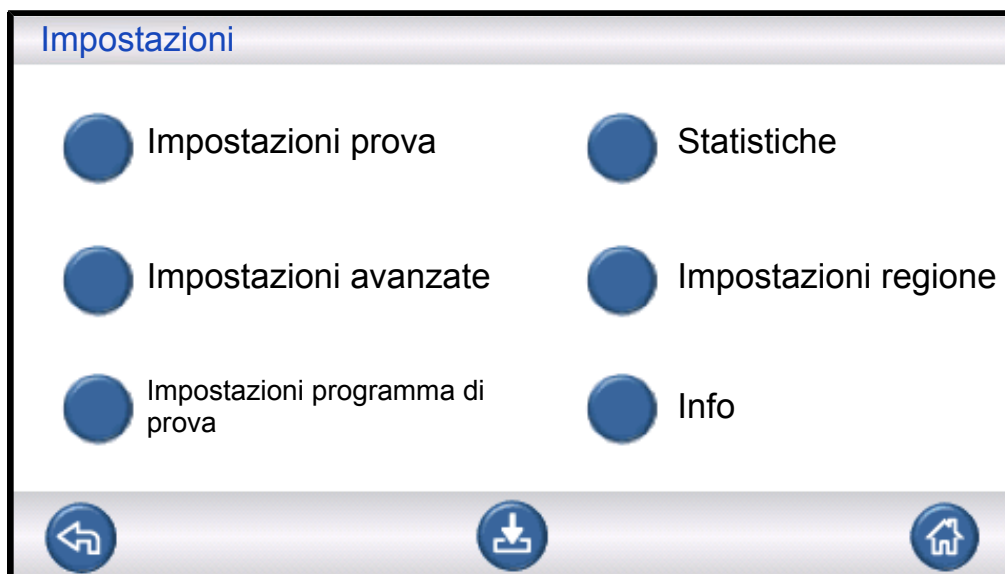 Impostazioni
Impostazioni prova
Statistiche
Impostazioni avanzate
Impostazioni regione
Impostazioni programma di
prova
Info